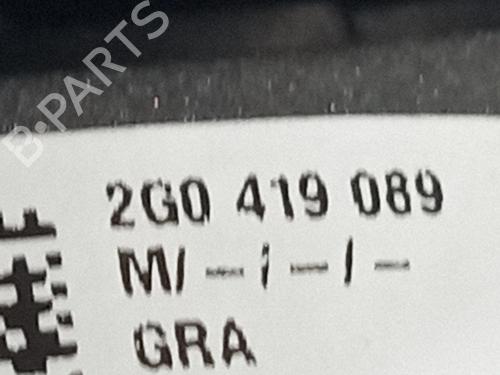 B-PARTS
2G0 419 089
M/ - / - / -
GRA